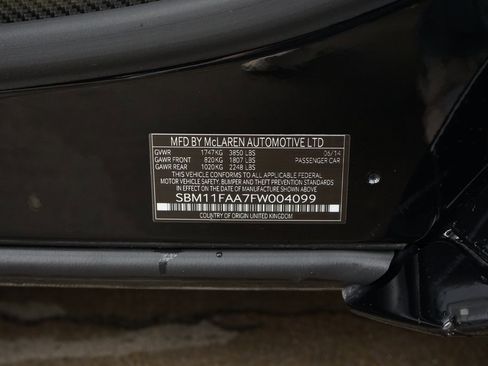 MFD BY McLAREN AUTOMOTIVE LTD
GVWR 1747KG 3850 LBS 06/14
GAWR FRONT 820KG 1807 LBS PASSENGER CAR
GAWR REAR 1020KG 2248 LBS
THIS VEHICLE CONFORMS TO ALL APPLICABLE FEDERAL
MOTOR VEHICLE SAFETY, BUMPER AND THEFT PREVENTION STANDARDS
IN EFFECT ON THE DATE OF MANUFACTURE SHOWN ABOVE
SBM11FAA7FW004099
COUNTRY OF ORIGIN UNITED KINGDOM